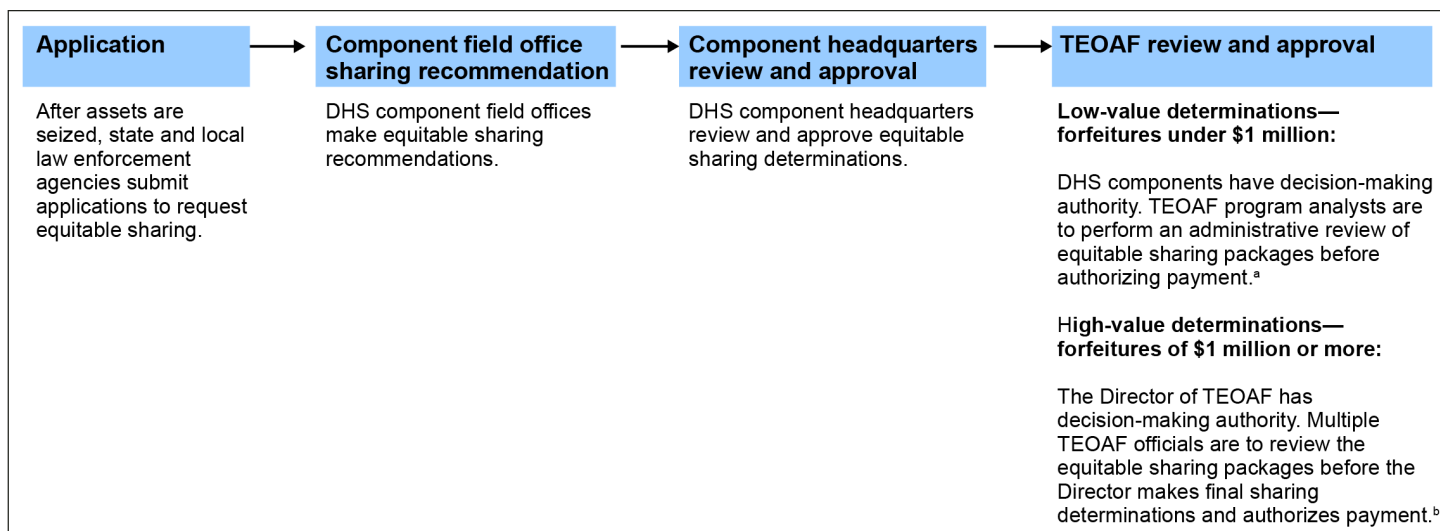 Application
After assets are
seized, state and local
law enforcement
agencies submit
applications to request
equitable sharing.
Component field office
sharing recommendation
DHS component field offices
make equitable sharing
recommendations.
Component headquarters
review and approval
DHS component headquarters
review and approve equitable
sharing determinations.
TEOAF review and approval
Low-value determinations—
forfeitures under $1 million:
DHS components have decision-making
authority. TEOAF program analysts are
to perform an administrative review of
equitable sharing packages before
authorizing payment.ᵃ
High-value determinations—
forfeitures of $1 million or more:
The Director of TEOAF has
decision-making authority. Multiple
TEOAF officials are to review the
equitable sharing packages before the
Director makes final sharing
determinations and authorizes payment.ᵇ